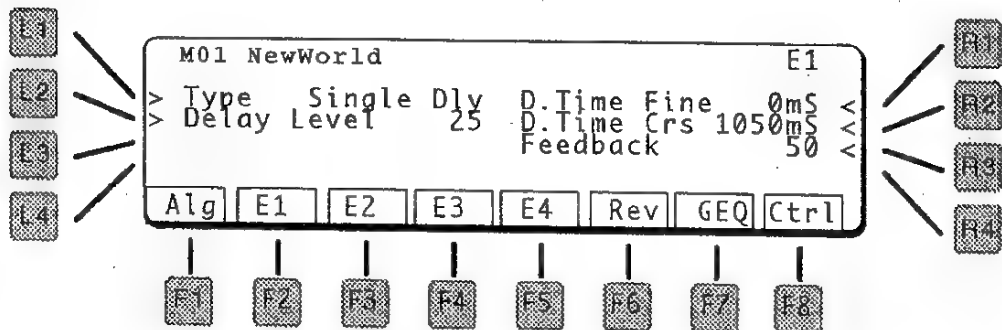 L1
L2
L3
L4
M01 NewWorld E1
> Type Single Dly D.Time Fine 0mS <
> Delay Level 25 D.Time Crs 1050mS <
Feedback 50 <
Alg E1 E2 E3 E4 Rev GEQ Ctrl
R1
R2
R3
R4
F1 F2 F3 F4 F5 F6 F7 F8